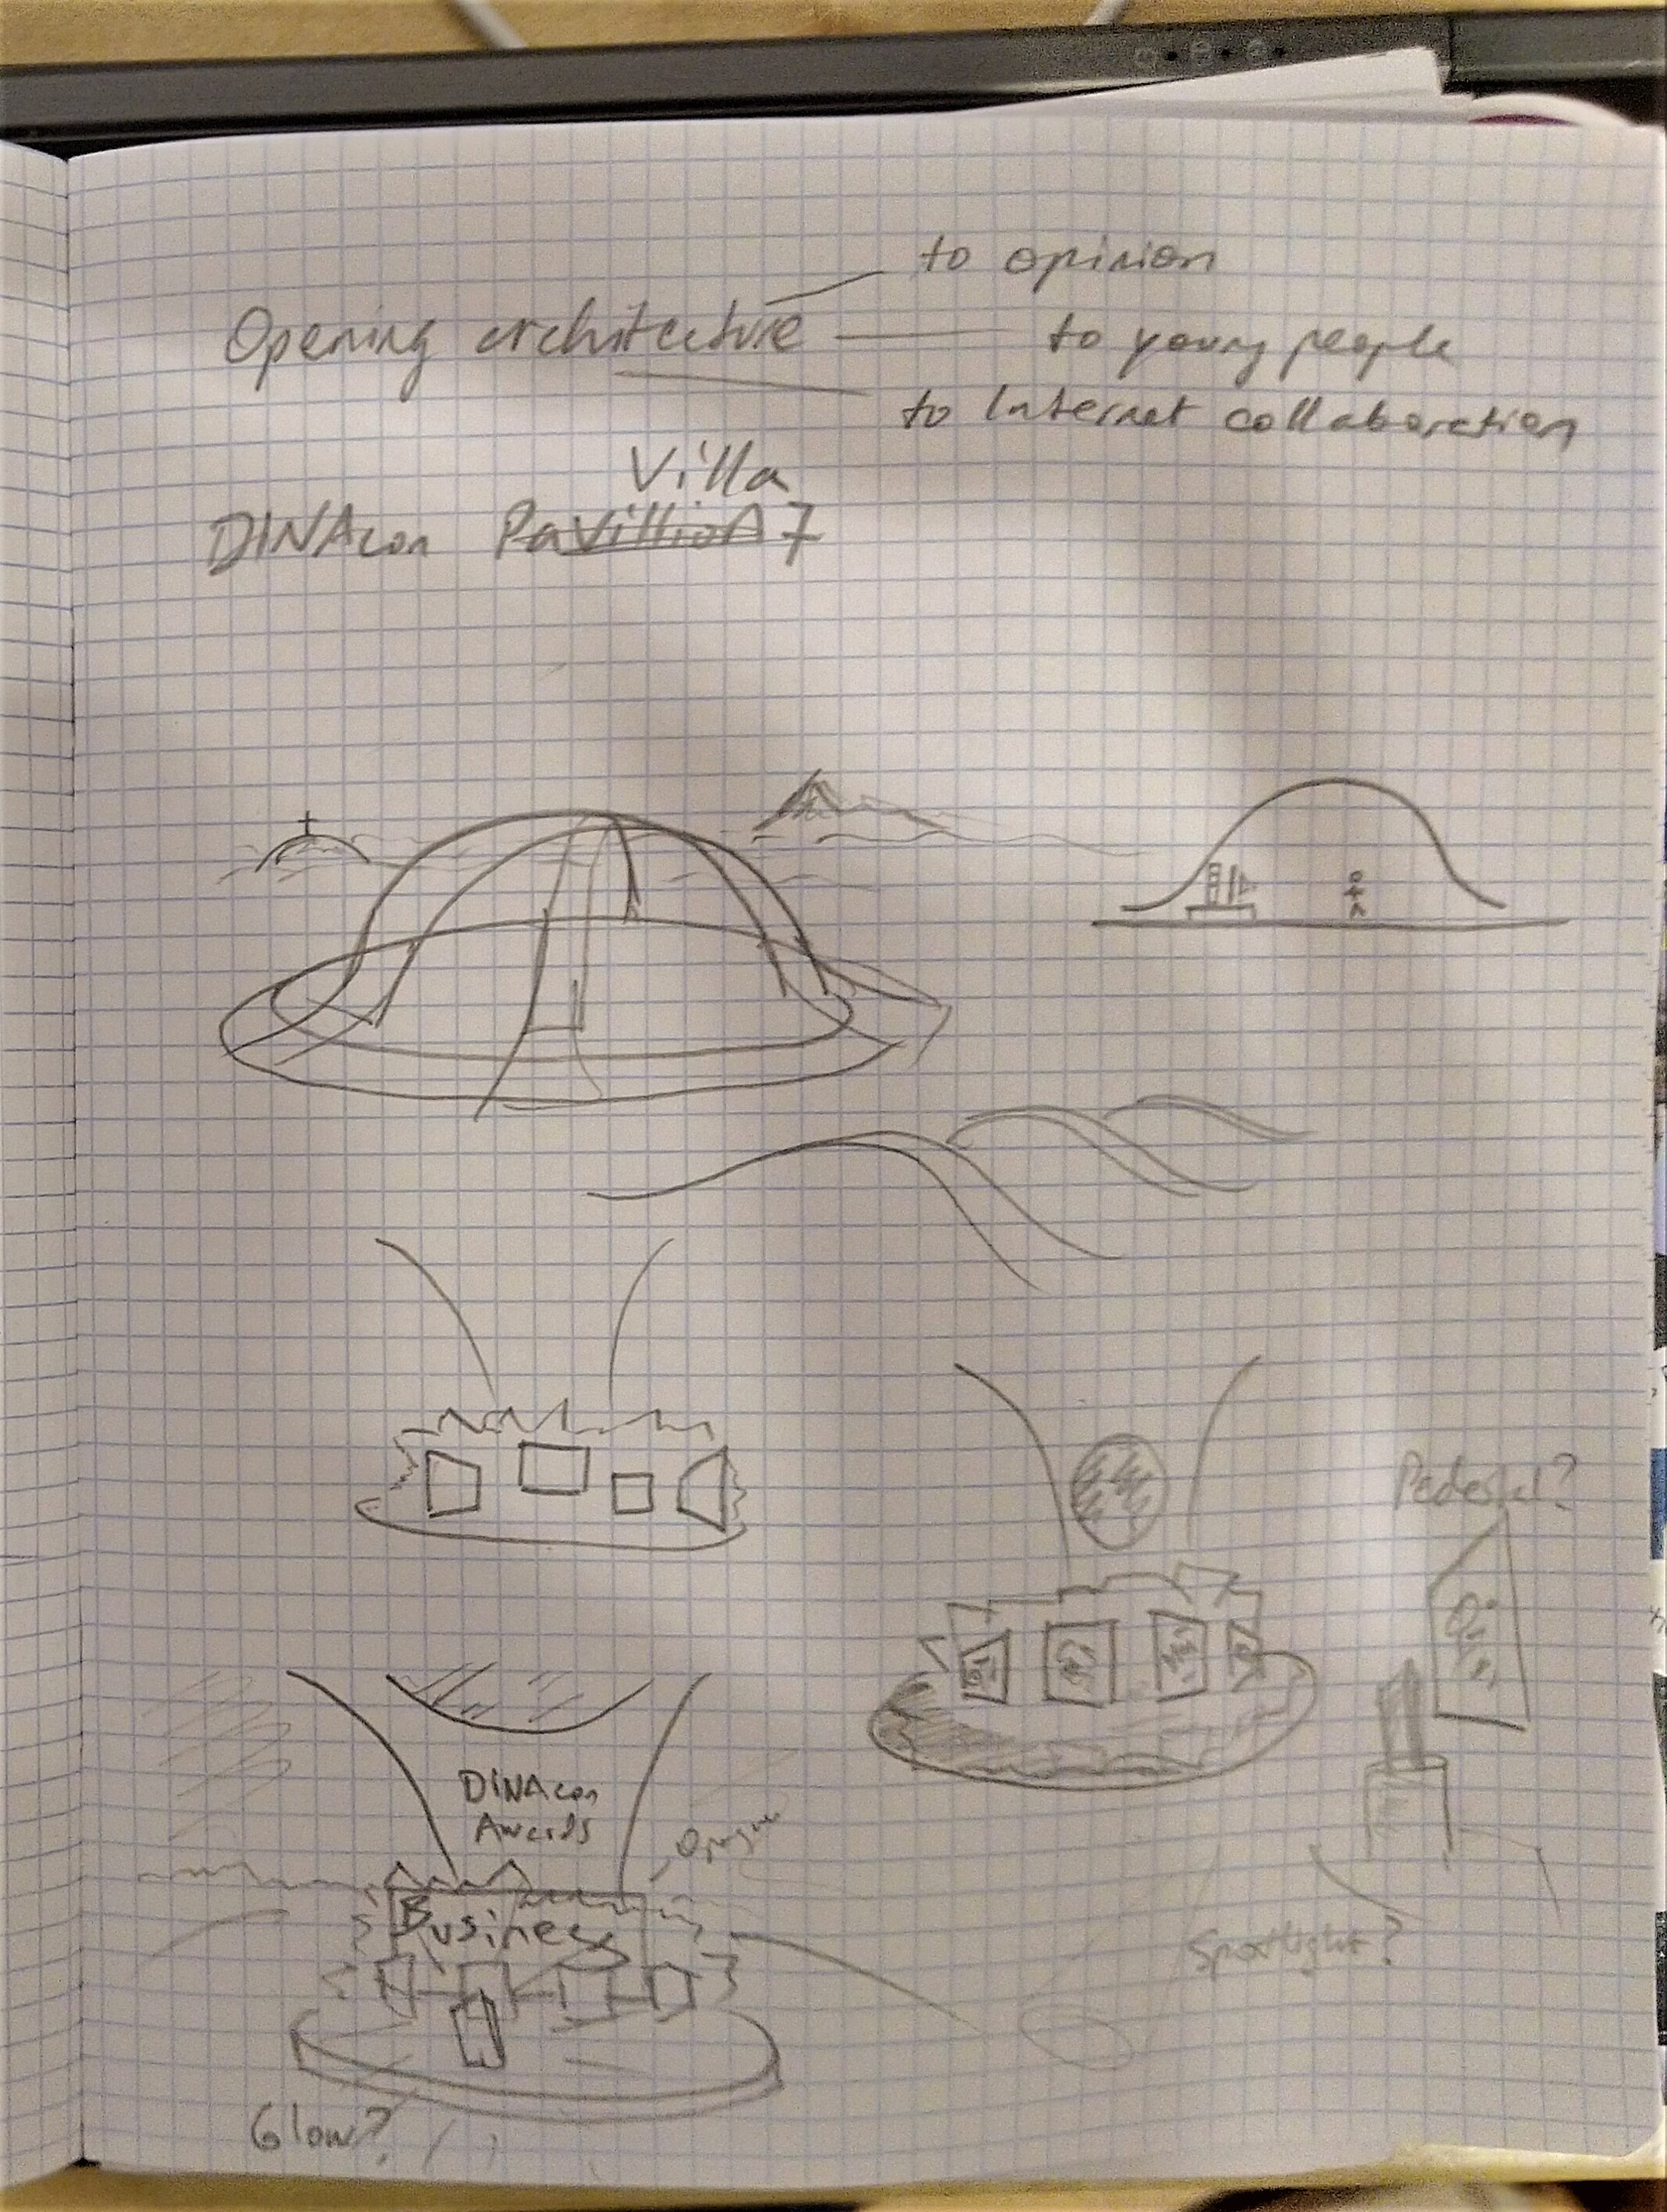 to opinion
Opening architecture
to young people
to Internet collaboration
Villa
DINAcon Pavillion 7
Pedestal?
DINAcon
Awards
Opaque
Business
Spotlight?
Glow?